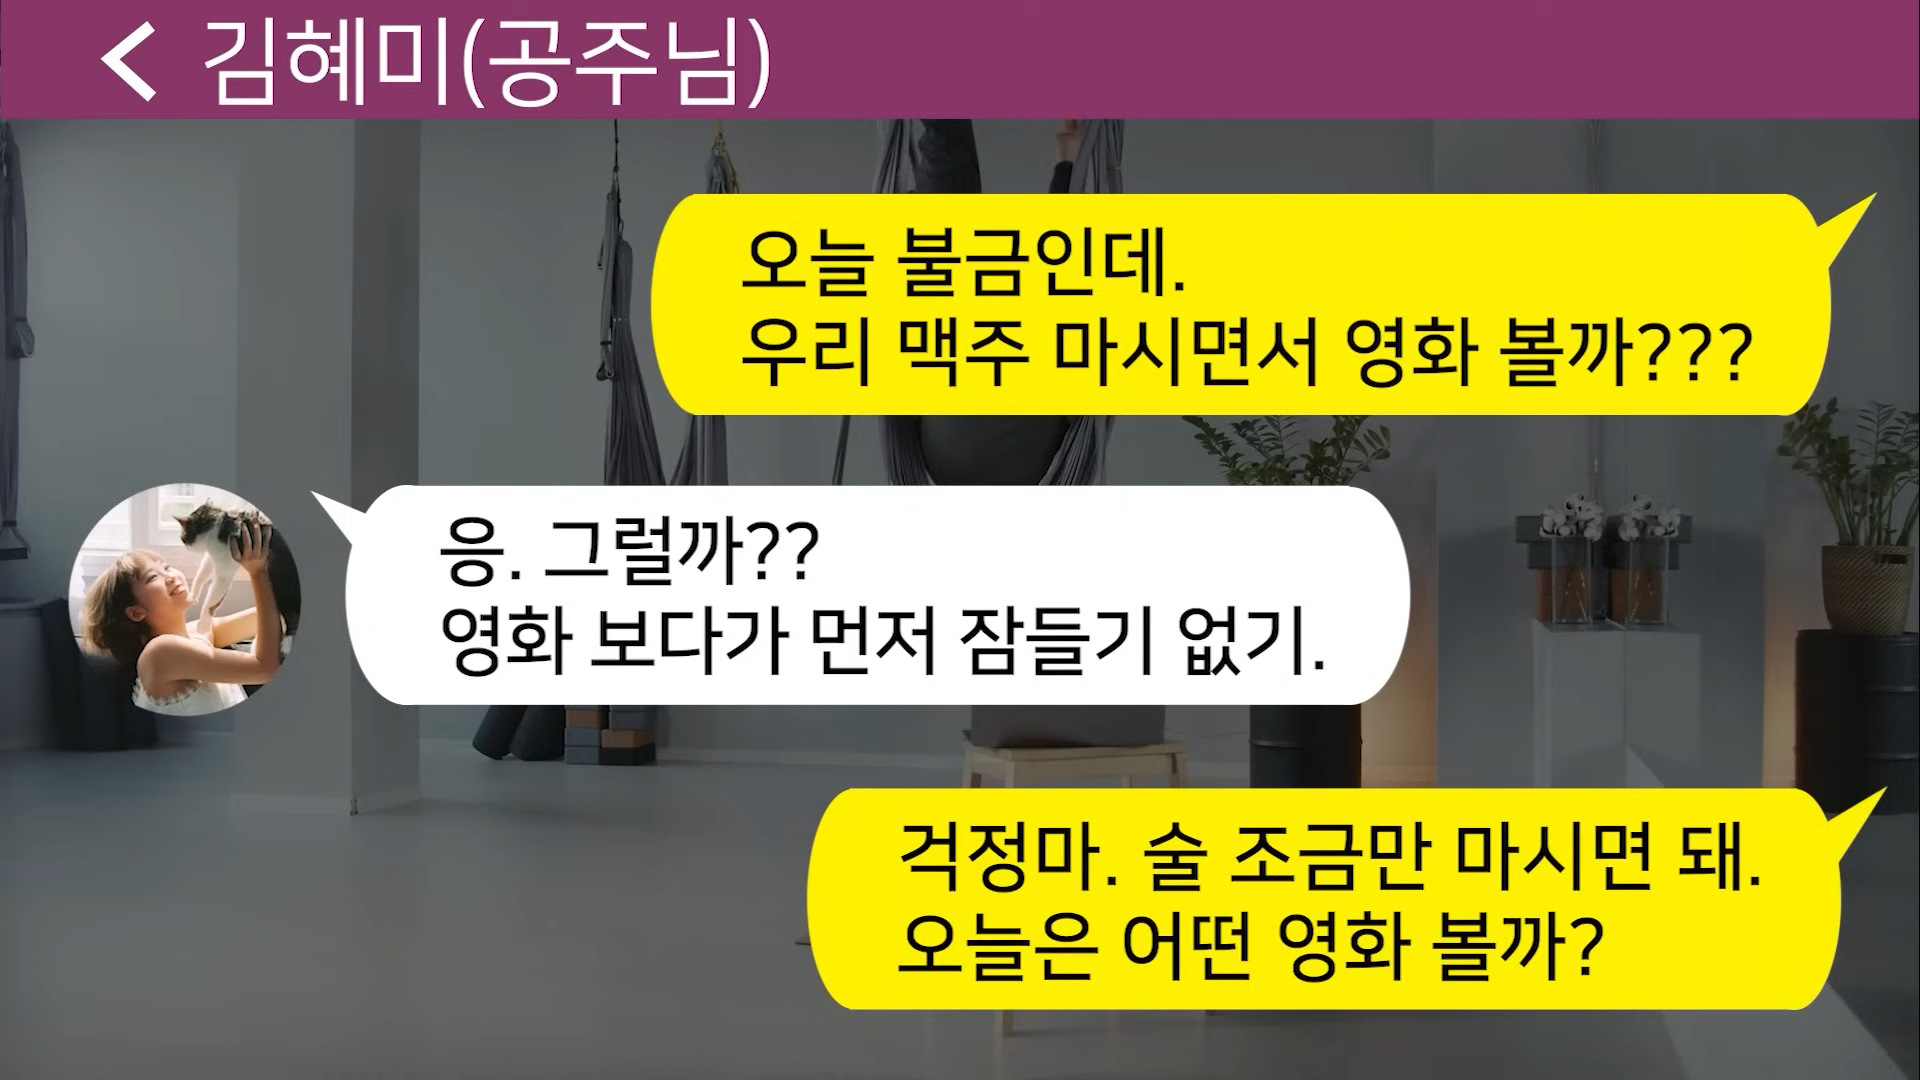 김혜미(공주님)
오늘 불금인데.
우리 맥주 마시면서 영화 볼까???
응. 그럴까??
영화 보다가 먼저 잠들기 없기.
걱정마. 술 조금만 마시면 돼.
오늘은 어떤 영화 볼까?